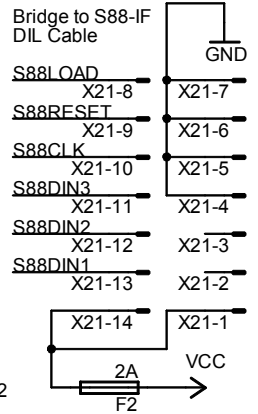 Bridge to S88-IF
DIL Cable
GND
S88LOAD
X21-8 X21-7
S88RESET
X21-9 X21-6
S88CLK
X21-10 X21-5
S88DIN3
X21-11 X21-4
S88DIN2
X21-12 X21-3
S88DIN1
X21-13 X21-2
X21-14 X21-1
VCC
2A
F2
2